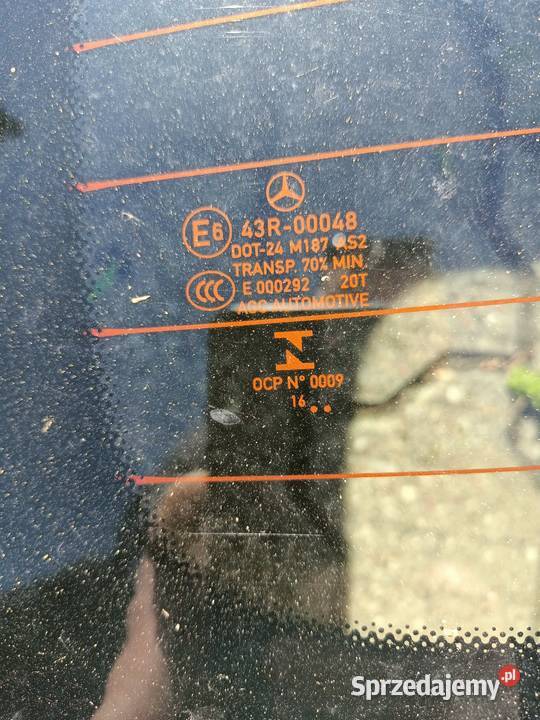 E6 43R-00048
DOT-24 M187 AS2
TRANSP. 70% MIN
CCC E 000292 20T
AGC AUTOMOTIVE
OCP N° 0009
16 ..
Sprzedajemy.pl